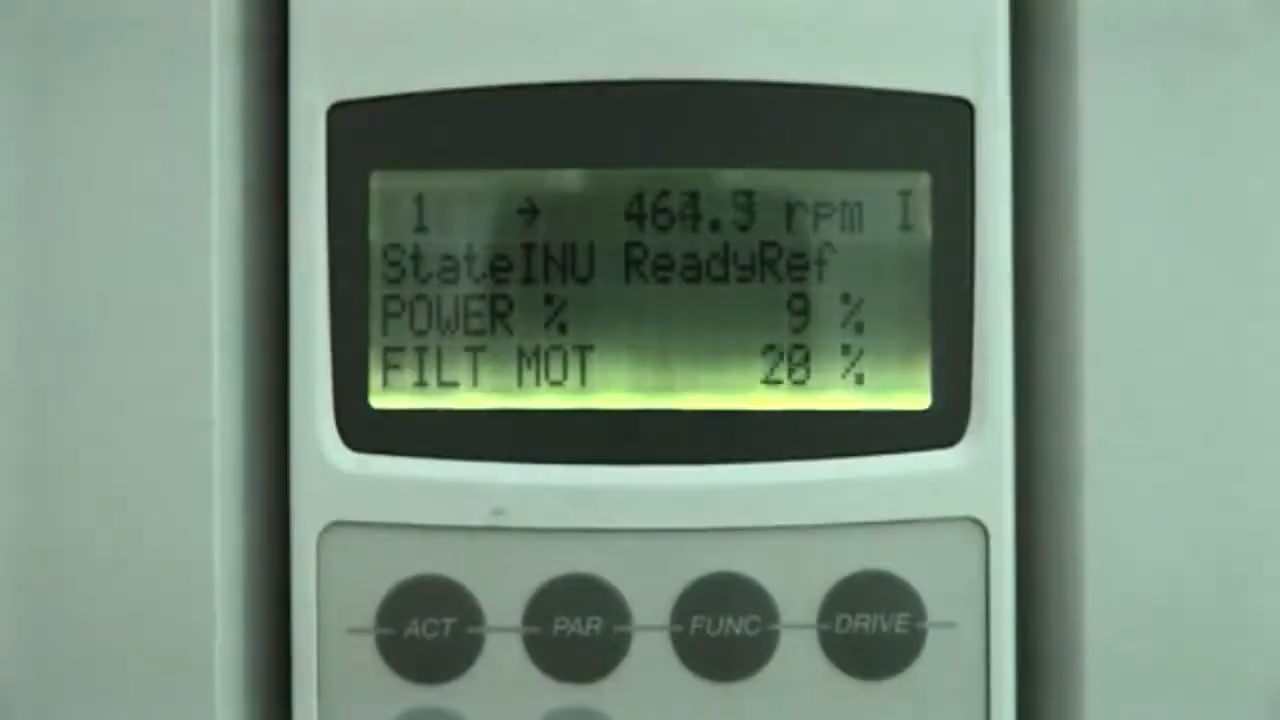 1 → 464.9 rpm I
StateINU ReadyRef
POWER % 9 %
FILT MOT 20 %
ACT PAR FUNC DRIVE